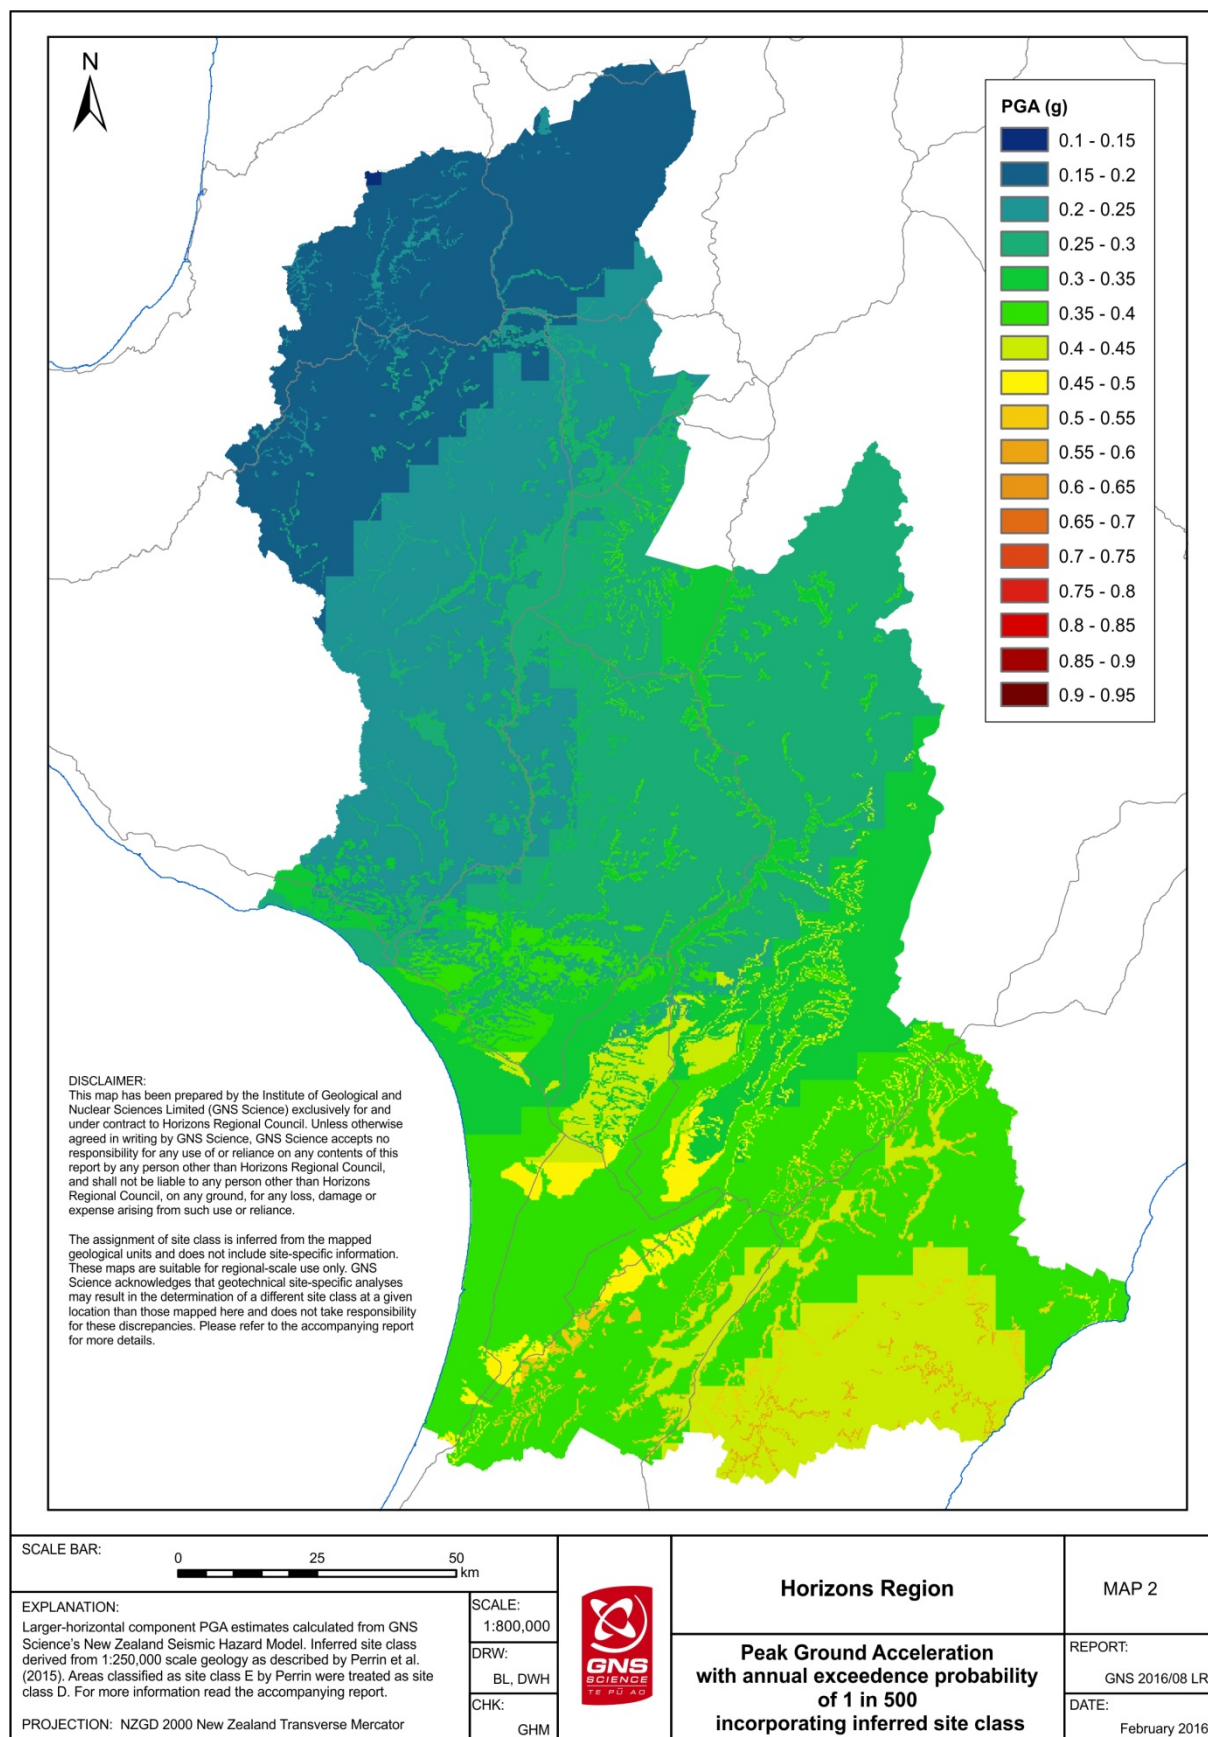 N
PGA (g)
0.1 - 0.15
0.15 - 0.2
0.2 - 0.25
0.25 - 0.3
0.3 - 0.35
0.35 - 0.4
0.4 - 0.45
0.45 - 0.5
0.5 - 0.55
0.55 - 0.6
0.6 - 0.65
0.65 - 0.7
0.7 - 0.75
0.75 - 0.8
0.8 - 0.85
0.85 - 0.9
0.9 - 0.95
DISCLAIMER:
This map has been prepared by the Institute of Geological and
Nuclear Sciences Limited (GNS Science) exclusively for and
under contract to Horizons Regional Council. Unless otherwise
agreed in writing by GNS Science, GNS Science accepts no
responsibility for any use of or reliance on any contents of this
report by any person other than Horizons Regional Council,
and shall not be liable to any person other than Horizons
Regional Council, on any ground, for any loss, damage or
expense arising from such use or reliance.
The assignment of site class is inferred from the mapped
geological units and does not include site-specific information.
These maps are suitable for regional-scale use only. GNS
Science acknowledges that geotechnical site-specific analyses
may result in the determination of a different site class at a given
location than those mapped here and does not take responsibility
for these discrepancies. Please refer to the accompanying report
for more details.
SCALE BAR:
0 25 50
km
EXPLANATION:
Larger-horizontal component PGA estimates calculated from GNS
Science's New Zealand Seismic Hazard Model. Inferred site class
derived from 1:250,000 scale geology as described by Perrin et al.
(2015). Areas classified as site class E by Perrin were treated as site
class D. For more information read the accompanying report.
PROJECTION: NZGD 2000 New Zealand Transverse Mercator
SCALE:
1:800,000
DRW:
BL, DWH
CHK:
GHM
GNS
SCIENCE
TE PŪ AO
Horizons Region
Peak Ground Acceleration
with annual exceedence probability
of 1 in 500
incorporating inferred site class
MAP 2
REPORT:
GNS 2016/08 LR
DATE:
February 2016